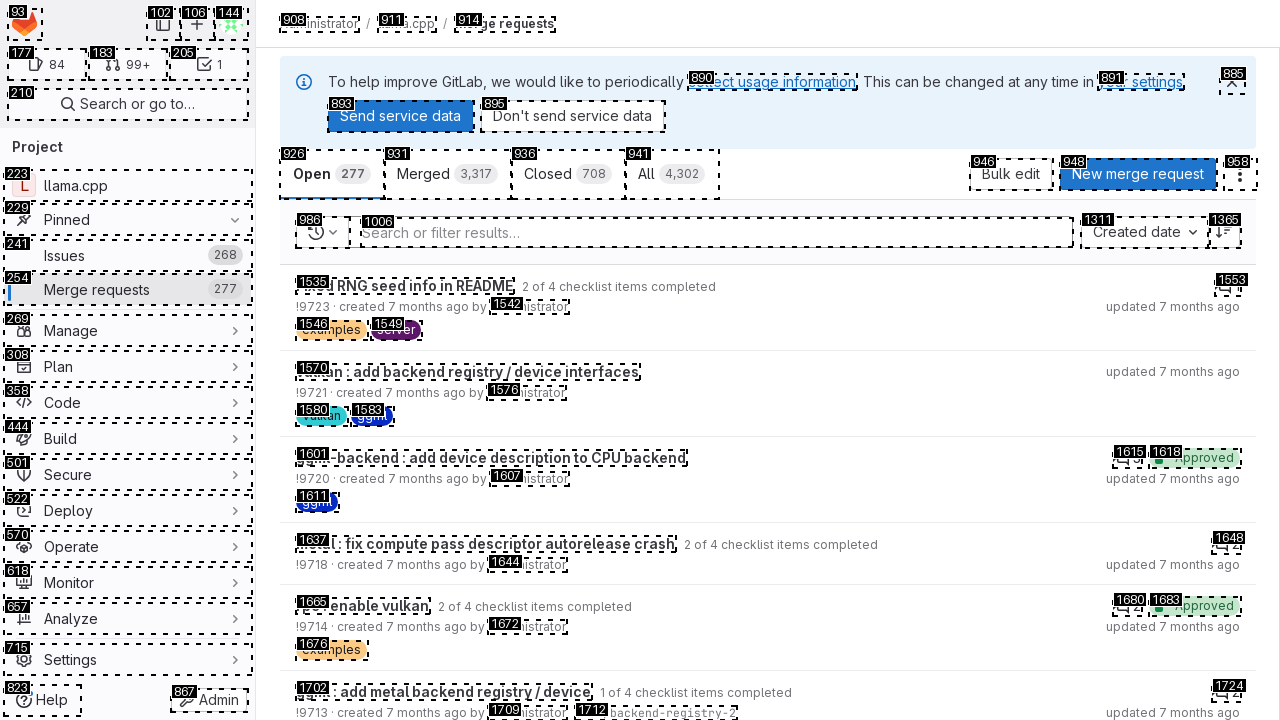 93
102
106
144
177
84
183
99+
205
1
210
Search or go to…
Project
223
L
llama.cpp
229
Pinned
241
Issues
268
254
Merge requests
277
269
Manage
308
Plan
358
Code
444
Build
501
Secure
522
Deploy
570
Operate
618
Monitor
657
Analyze
715
Settings
823
Help
867
Admin
908
ministrator
/
911
.cpp
/
914
requests
To help improve GitLab, we would like to periodically
890
usage information
. This can be changed at any time in
891
settings
885
893
Send service data
895
Don't send service data
926
Open
277
931
Merged
3,317
936
Closed
708
941
All
4,302
946
Bulk edit
948
New merge request
958
986
1006
Search or filter results…
1311
Created date
1365
1535
RNG seed info in README
2 of 4 checklist items completed
1553
!9723 · created 7 months ago by
1542
updated 7 months ago
1546
examples
1549
server
1570
: add backend registry / device interfaces
updated 7 months ago
!9721 · created 7 months ago by
1576
1580
vulkan
1583
ggml
1601
-backend : add device description to CPU backend
1615
1618
Approved
!9720 · created 7 months ago by
1607
updated 7 months ago
1611
ggml
1637
: fix compute pass descriptor autorelease crash
2 of 4 checklist items completed
1648
2
!9718 · created 7 months ago by
1644
updated 7 months ago
1665
enable vulkan
2 of 4 checklist items completed
1680
2
1683
Approved
!9714 · created 7 months ago by
1672
updated 7 months ago
1676
examples
1702
: add metal backend registry / device
1 of 4 checklist items completed
1724
2
!9713 · created 7 months ago by
1709
1712
backend-registry-2
updated 7 months ago